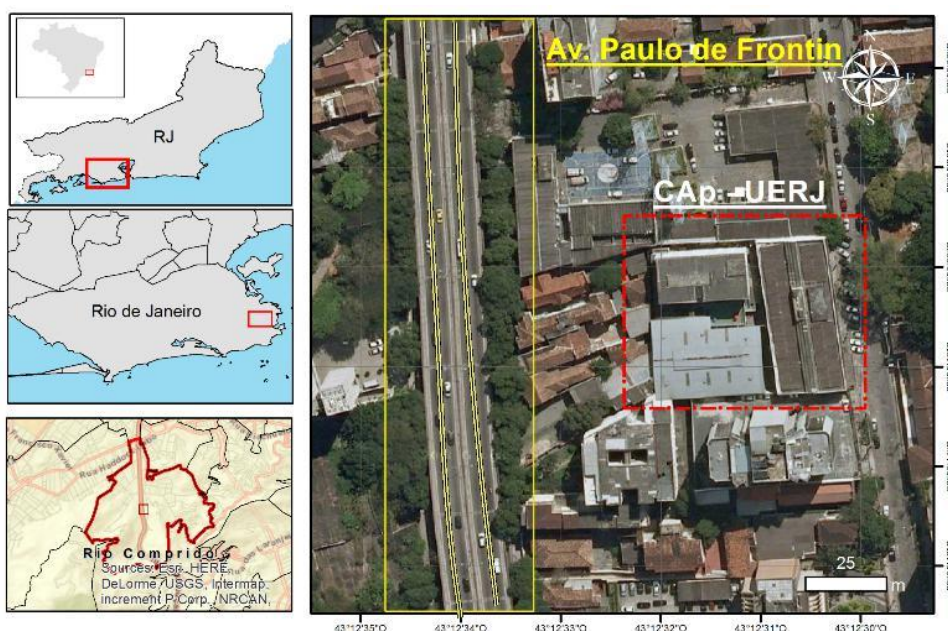 RJ
Rio de Janeiro
Rua Haddock
Rio Comprido
Sources: Esri, HERE,
DeLorme, USGS, Intermap,
increment P Corp., NRCAN,
Av. Paulo de Frontin
N
W E
S
CAp - UERJ
25
m
43°12'35"O 43°12'34"O 43°12'33"O 43°12'32"O 43°12'31"O 43°12'30"O